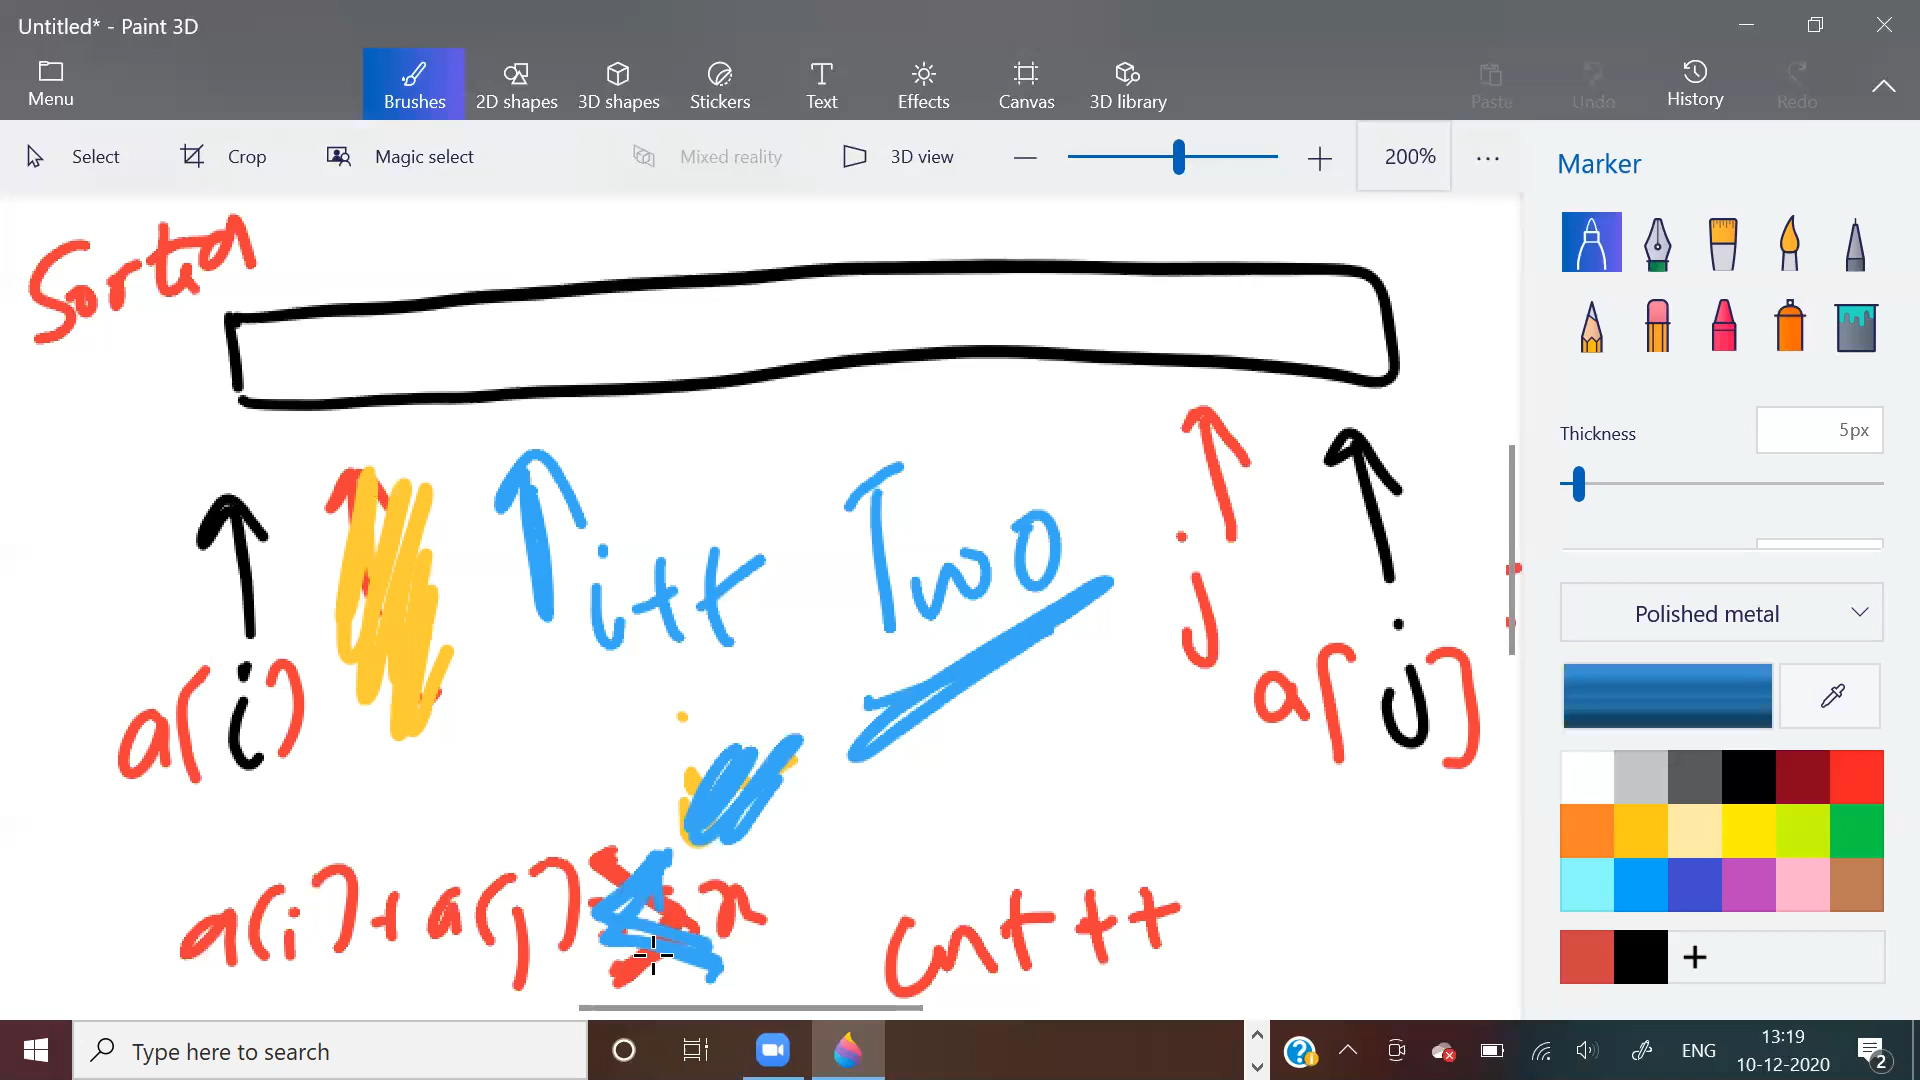 Untitled* - Paint 3D
Menu
Brushes
2D shapes
3D shapes
Stickers
Text
Effects
Canvas
3D library
Paste
Undo
History
Redo
Select
Crop
Magic select
Mixed reality
3D view
200%
Marker
Thickness
5px
Polished metal
Sorted
i++
Two
j
a[i]
a[j]
a[i]+a[j]
x
cnt++
Type here to search
ENG
13:19
10-12-2020
2